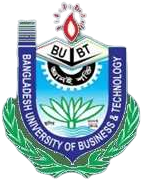 BU BT
BANGLADESH UNIVERSITY OF BUSINESS & TECHNOLOGY